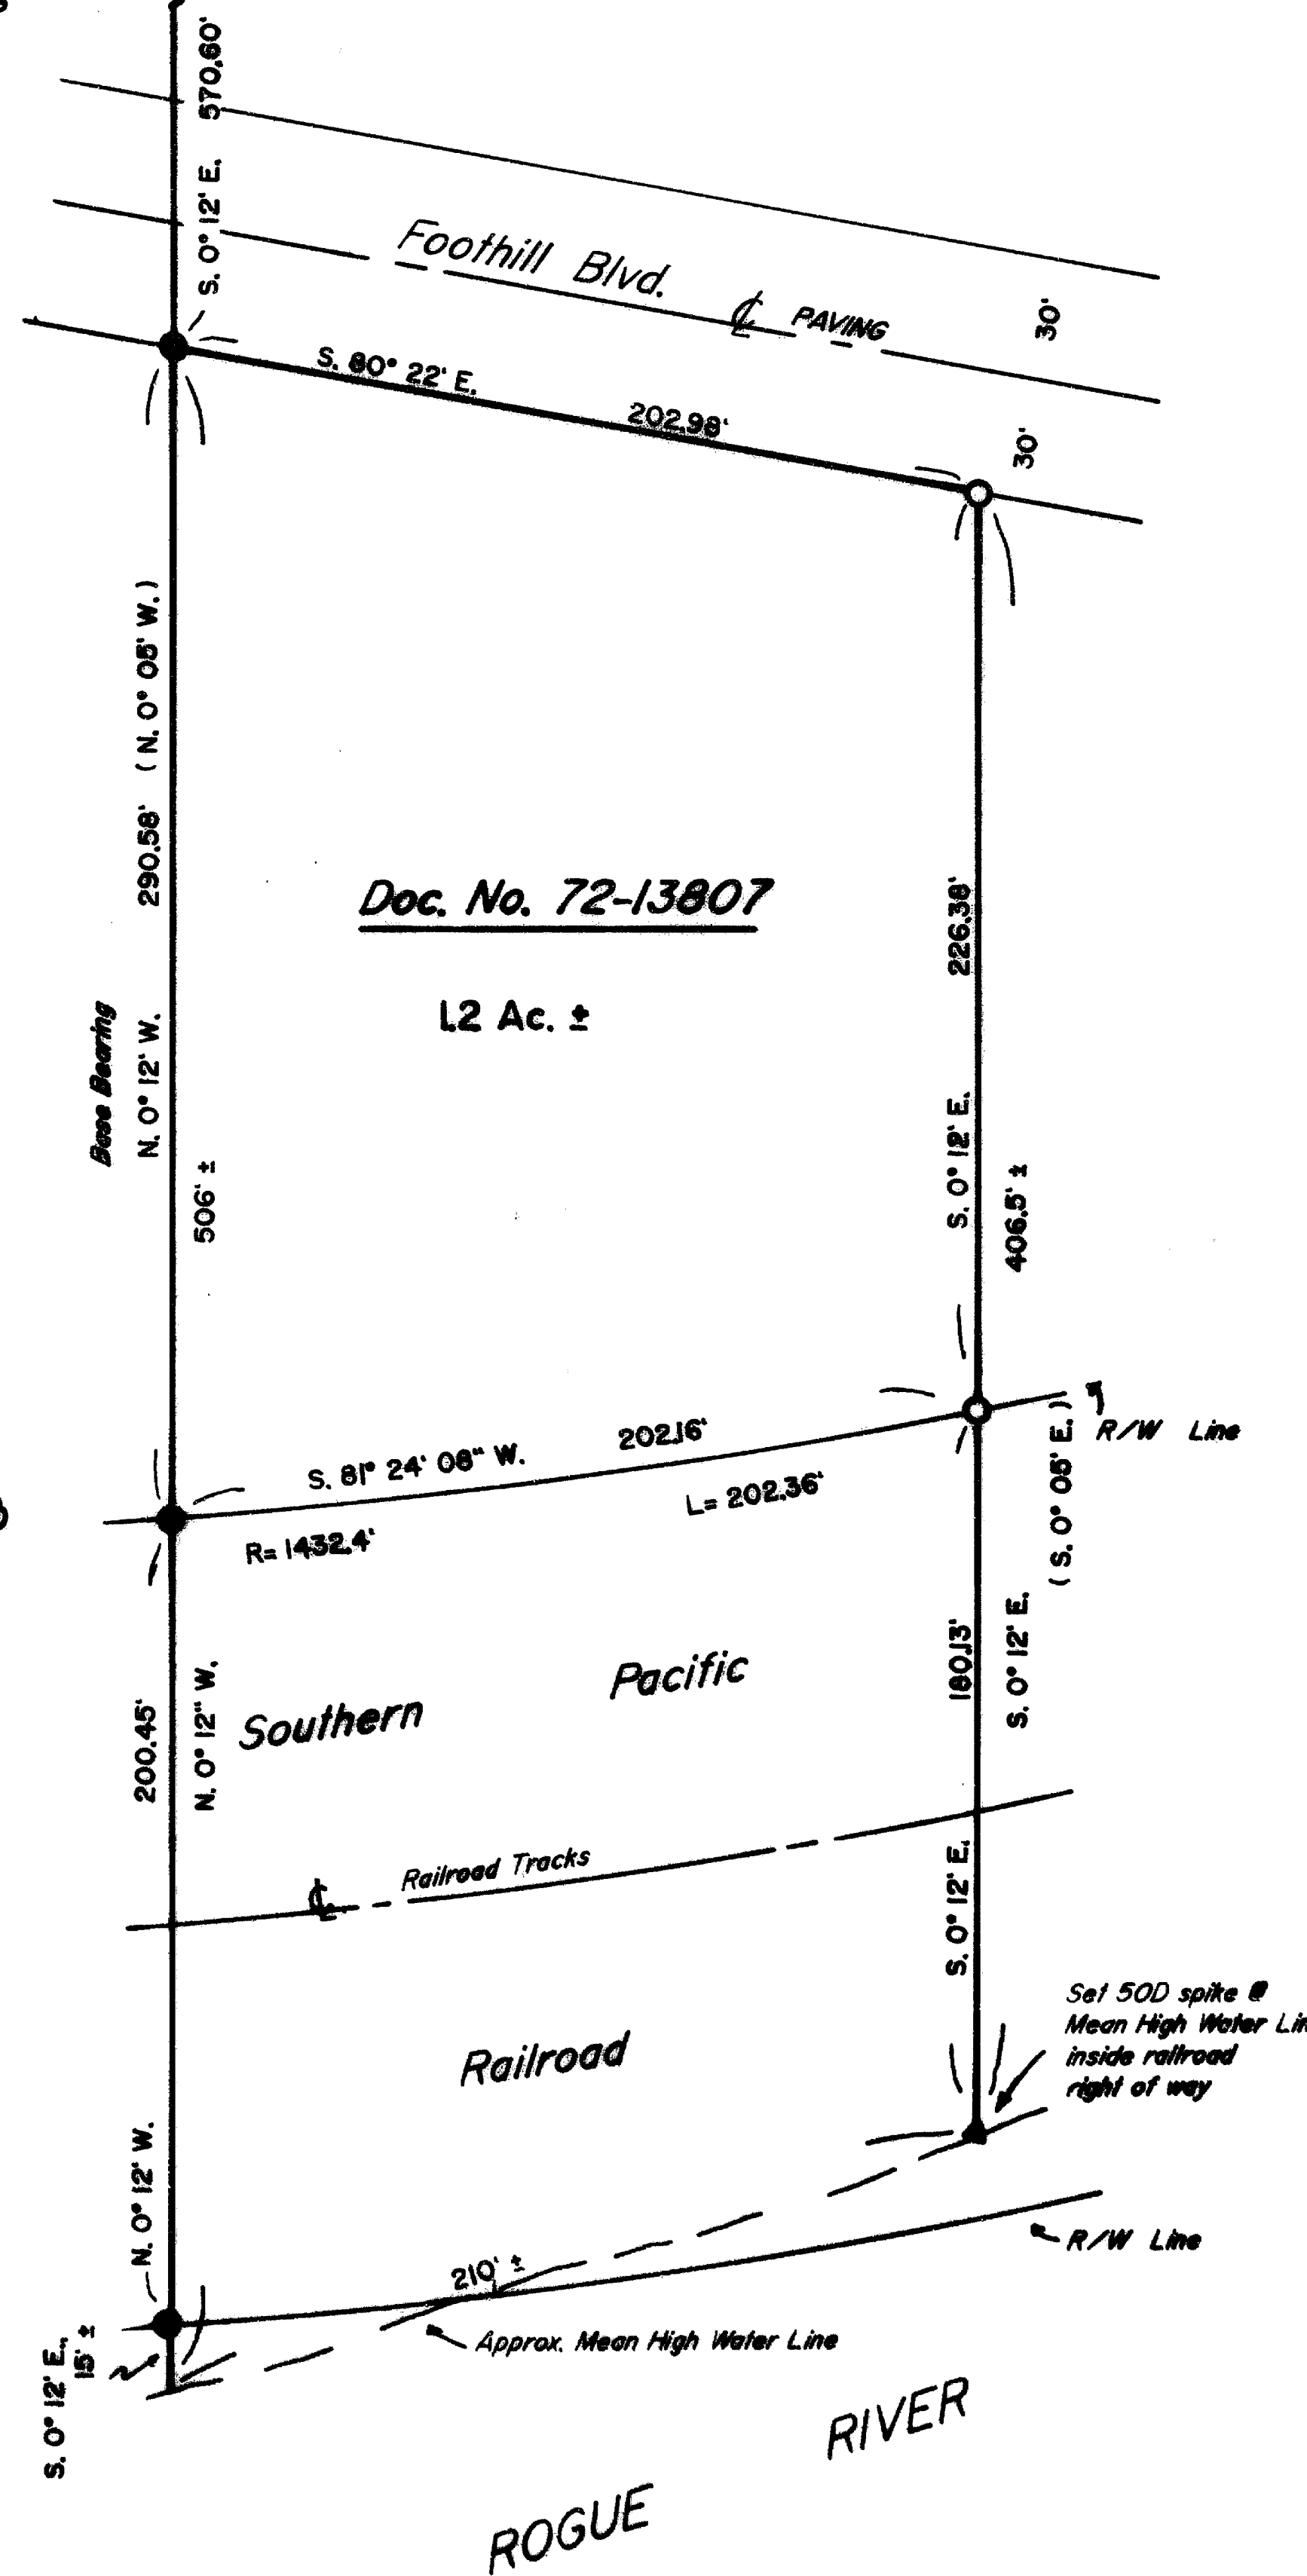 S. 0° 12' E. 570.60'
Foothill Blvd.
℄ PAVING
30'
30'
S. 80° 22' E. 202.98'
Base Bearing
N. 0° 12' W. 290.58' ( N. 0° 05' W. )
506' ±
Doc. No. 72-13807
1.2 Ac. ±
S. 0° 12' E. 226.38'
406.5' ±
S. 81° 24' 08" W. 202.16'
R= 1432.4' L= 202.36'
R/W Line
( S. 0° 05' E. )
S. 0° 12' E.
200.45'
N. 0° 12" W.
Southern Pacific
180.13'
S. 0° 12' E.
℄ Railroad Tracks
Railroad
Set 50D spike @
Mean High Water Lin
inside railroad
right of way
N. 0° 12' W.
210' ±
R/W Line
S. 0° 12' E.,
15' ±
Approx. Mean High Water Line
ROGUE RIVER